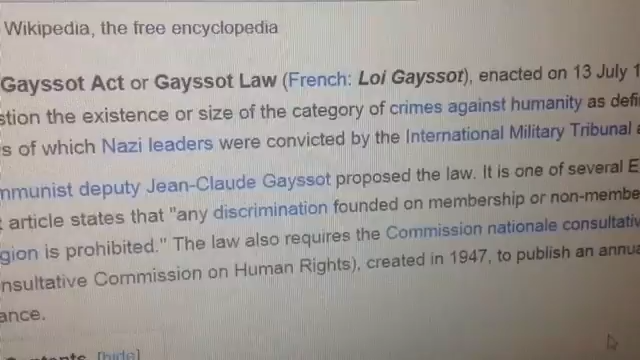 Wikipedia, the free encyclopedia
Gayssot Act or Gayssot Law (French: Loi Gayssot), enacted on 13 July 1
stion the existence or size of the category of crimes against humanity as defi
s of which Nazi leaders were convicted by the International Military Tribunal a
mmunist deputy Jean-Claude Gayssot proposed the law. It is one of several E
t article states that "any discrimination founded on membership or non-membe
gion is prohibited." The law also requires the Commission nationale consultativ
nsultative Commission on Human Rights), created in 1947, to publish an annua
ance.
Contents [hide]